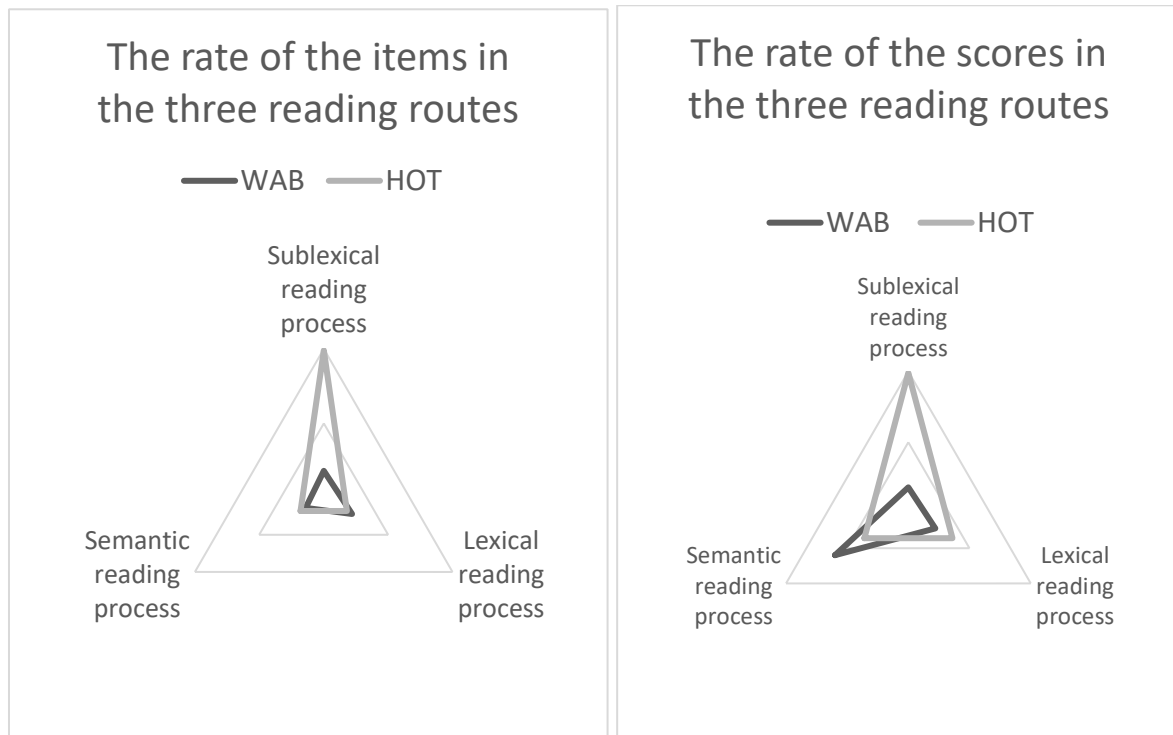 The rate of the items in
the three reading routes
WAB HOT
Sublexical
reading
process
Semantic
reading
process
Lexical
reading
process
The rate of the scores in
the three reading routes
WAB HOT
Sublexical
reading
process
Semantic
reading
process
Lexical
reading
process